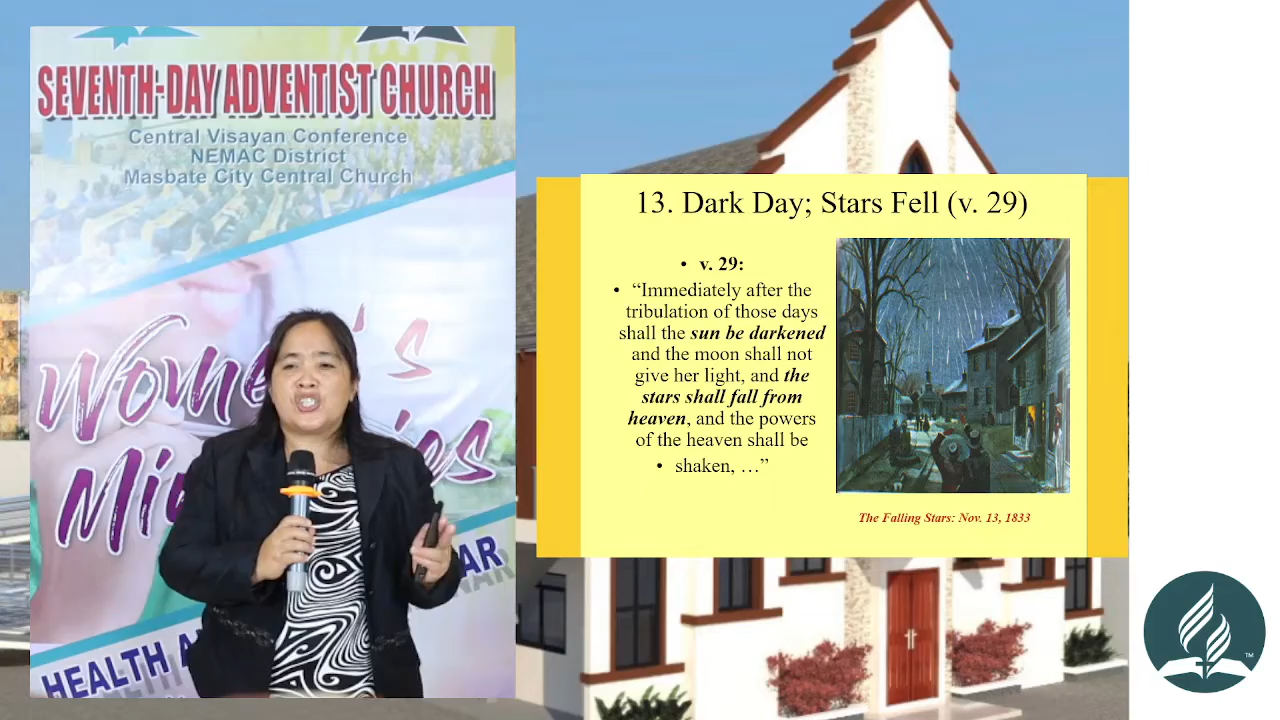 SEVENTH-DAY ADVENTIST CHURCH
Central Visayan Conference
NEMAC District
Masbate City Central Church
's
HEALTH
13. Dark Day; Stars Fell (v. 29)
• v. 29:
• “Immediately after the
tribulation of those days
shall the sun be darkened
and the moon shall not
give her light, and the
stars shall fall from
heaven, and the powers
of the heaven shall be
• shaken, …”
The Falling Stars: Nov. 13, 1833
TM